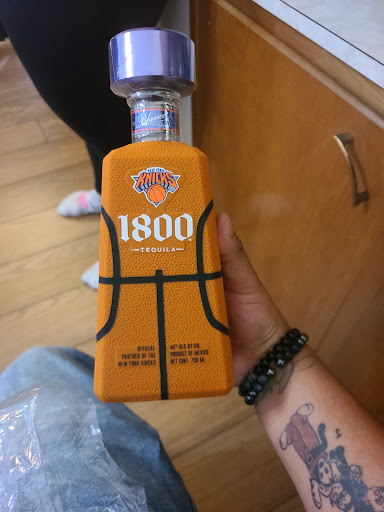 Blanco
NEW YORK
KNICKS
1800
TEQUILA
OFFICIAL
PARTNER OF THE
NEW YORK KNICKS
40% ALC BY VOL
PRODUCT OF MEXICO
NET CONT 750 ML